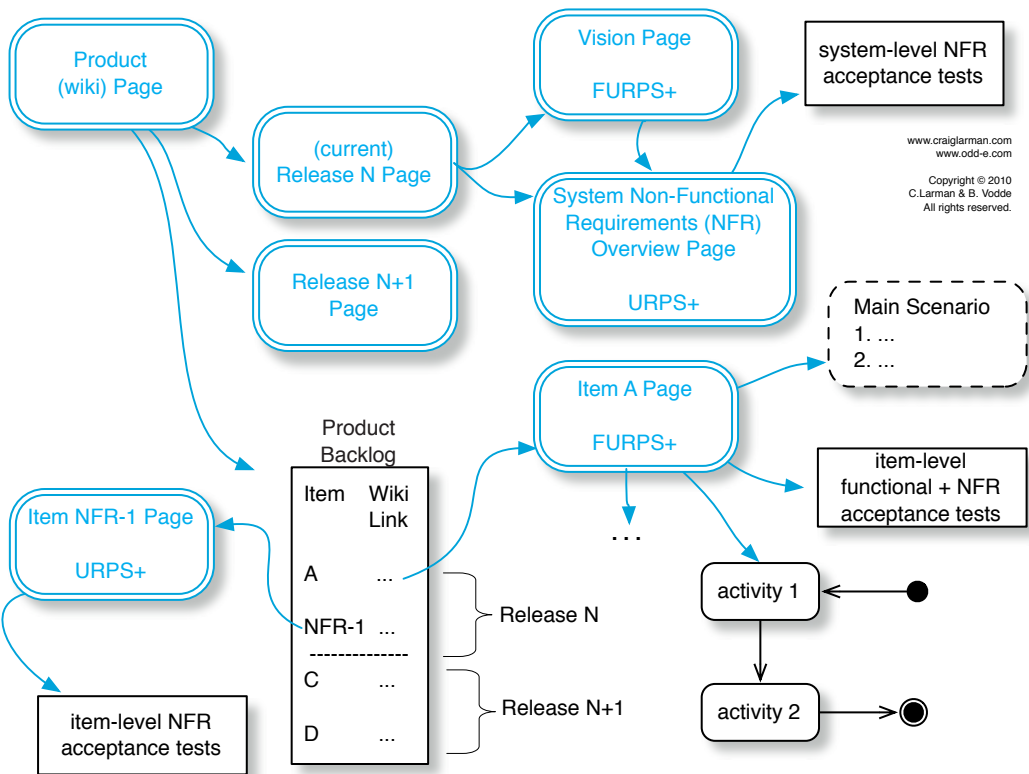 Product
(wiki) Page
Vision Page
FURPS+
system-level NFR
acceptance tests
www.craiglarman.com
www.odd-e.com
Copyright © 2010
C.Larman & B. Vodde
All rights reserved.
(current)
Release N Page
System Non-Functional
Requirements (NFR)
Overview Page
URPS+
Release N+1
Page
Main Scenario
1. ...
2. ...
Item A Page
FURPS+
item-level
functional + NFR
acceptance tests
...
Product
Backlog
Item Wiki
Link
A ...
NFR-1 ...
C ...
D ...
Release N
Release N+1
Item NFR-1 Page
URPS+
item-level NFR
acceptance tests
activity 1
activity 2